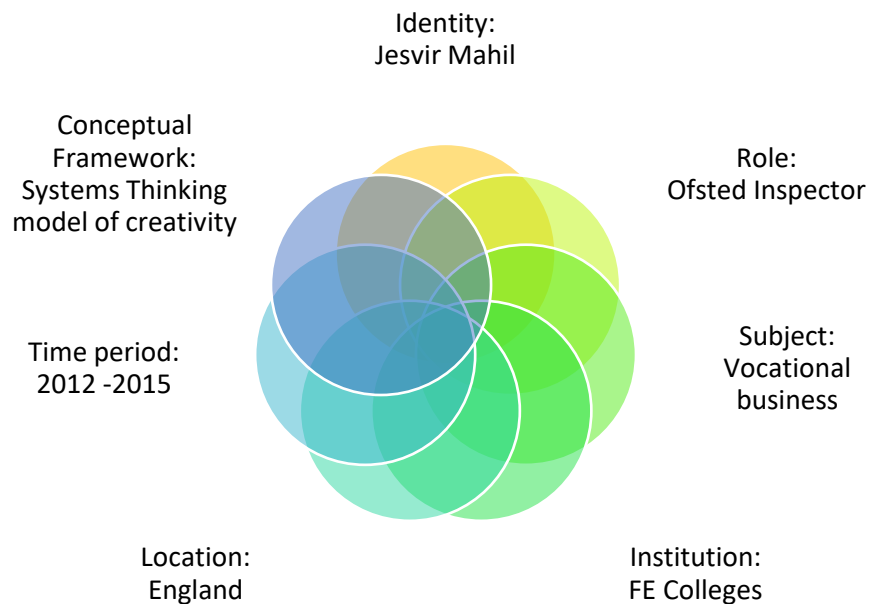 Identity:
Jesvir Mahil
Conceptual
Framework:
Systems Thinking
model of creativity
Role:
Ofsted Inspector
Time period:
2012 -2015
Subject:
Vocational
business
Location:
England
Institution:
FE Colleges